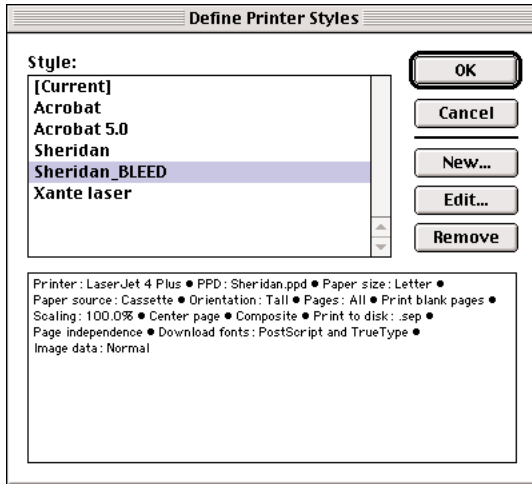 Define Printer Styles
Style:
[Current]
Acrobat
Acrobat 5.0
Sheridan
Sheridan_BLEED
Xante laser
OK
Cancel
New...
Edit...
Remove
Printer: LaserJet 4 Plus ● PPD: Sheridan.ppd ● Paper size: Letter ●
Paper source: Cassette ● Orientation: Tall ● Pages: All ● Print blank pages ●
Scaling: 100.0% ● Center page ● Composite ● Print to disk: .sep ●
Page independence ● Download fonts: PostScript and TrueType ●
Image data: Normal